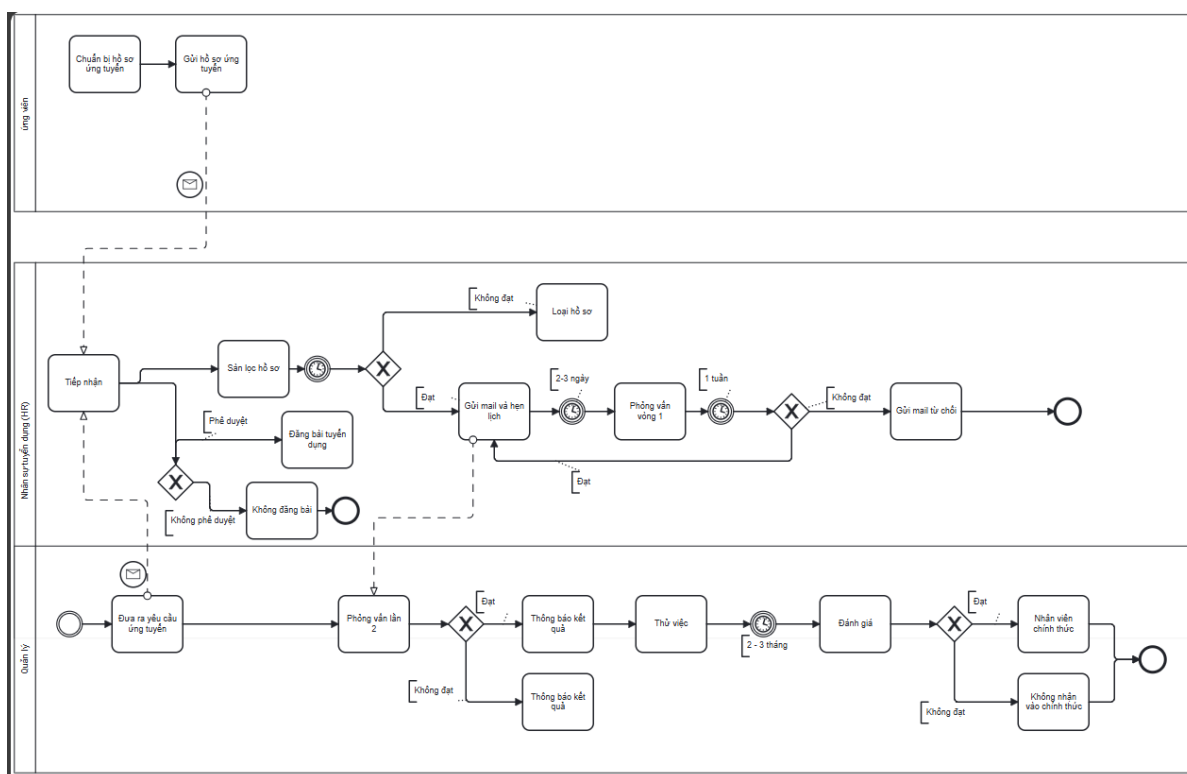 Chuẩn bị hồ sơ
ứng tuyển
Gửi hồ sơ ứng
tuyển
ứng viên
Nhân sự tuyển dụng (HR)
Tiếp nhận
Sàn lọc hồ sơ
Không đạt
Loại hồ sơ
Đạt
Gửi mail và hẹn
lịch
2-3 ngày
Phỏng vấn
vòng 1
1 tuần
Không đạt
Gửi mail từ chối
Đạt
Phê duyệt
Đăng bài tuyển
dụng
Không phê duyệt
Không đăng bài
Quản lý
Đưa ra yêu cầu
ứng tuyển
Phỏng vấn lần
2
Đạt
Thông báo kết
quả
Không đạt
Thông báo kết
quả
Thử việc
2 - 3 tháng
Đánh giá
Đạt
Nhân viên
chính thức
Không đạt
Không nhận
vào chính thức